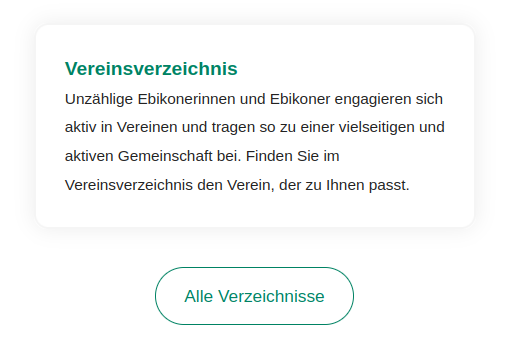 Vereinsverzeichnis
Unzählige Ebikonerinnen und Ebikoner engagieren sich
aktiv in Vereinen und tragen so zu einer vielseitigen und
aktiven Gemeinschaft bei. Finden Sie im
Vereinsverzeichnis den Verein, der zu Ihnen passt.
Alle Verzeichnisse